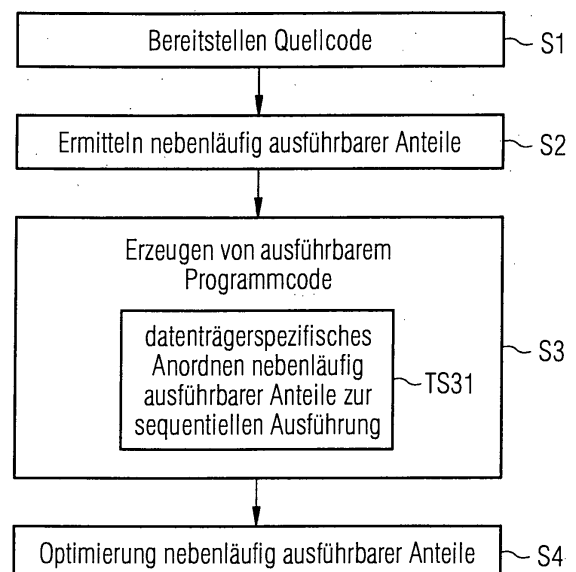 Bereitstellen Quellcode
S1
Ermitteln nebenläufig ausführbarer Anteile
S2
Erzeugen von ausführbarem
Programmcode
datenträgerspezifisches
Anordnen nebenläufig
ausführbarer Anteile zur
sequentiellen Ausführung
TS31
S3
Optimierung nebenläufig ausführbarer Anteile
S4